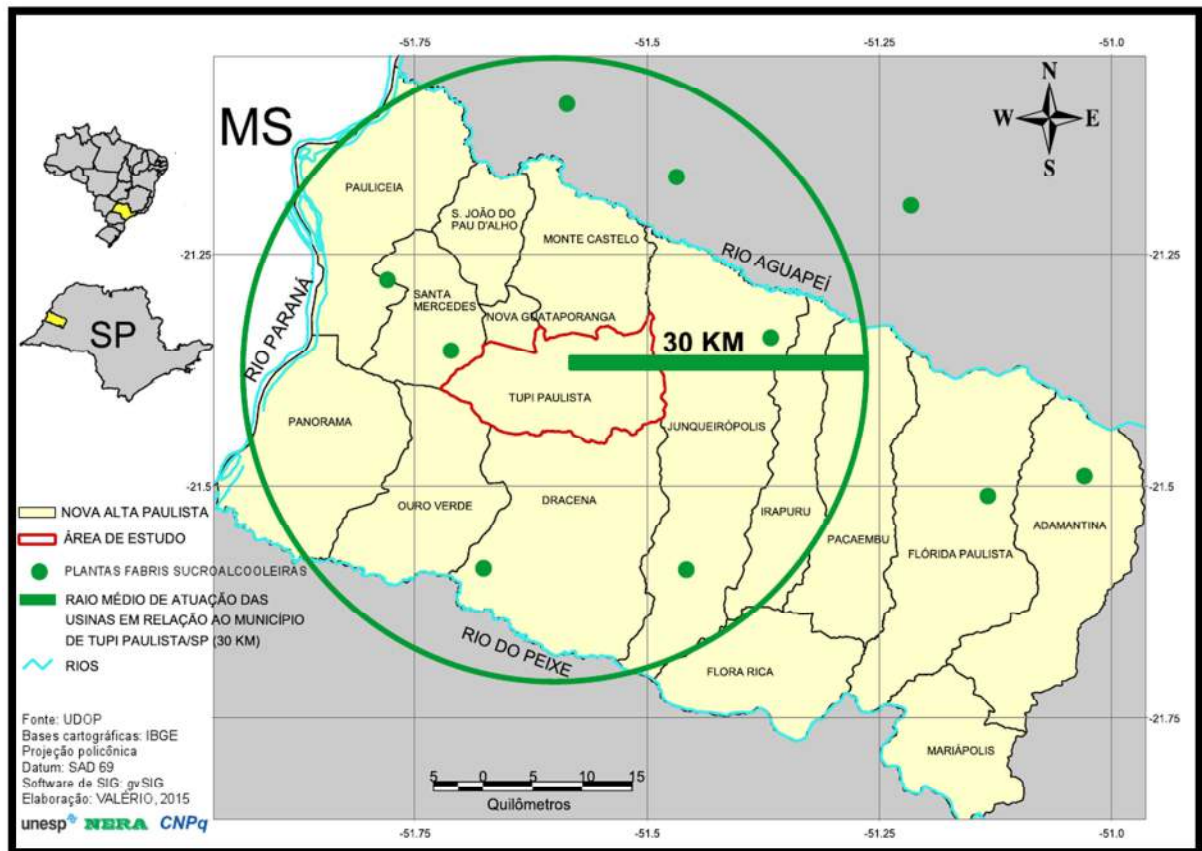 -51.75
-51.5
-51.25
-51.0
MS
N
W E
S
PAULICEIA
S. JOÃO DO
PAU D'ALHO
MONTE CASTELO
-21.25
-21.25
RIO AGUAPEÍ
RIO PARANÁ
SANTA
MERCEDES
NOVA GUATAPORANGA
SP
30 KM
TUPI PAULISTA
PANORAMA
JUNQUEIRÓPOLIS
-21.5
-21.5
OURO VERDE
DRACENA
IRAPURU
PACAEMBU
FLÓRIDA PAULISTA
ADAMANTINA
NOVA ALTA PAULISTA
ÁREA DE ESTUDO
PLANTAS FABRIS SUCROALCOOLEIRAS
RAIO MÉDIO DE ATUAÇÃO DAS
USINAS EM RELAÇÃO AO MUNICÍPIO
DE TUPI PAULISTA/SP (30 KM)
RIOS
RIO DO PEIXE
FLORA RICA
-21.75
-21.75
MARIÁPOLIS
Fonte: UDOP
Bases cartográficas: IBGE
Projeção policônica
Datum: SAD 69
Software de SIG: gvSIG
Elaboração: VALÉRIO, 2015
unesp NERA CNPq
5 0 5 10 15
Quilômetros
-51.75
-51.5
-51.25
-51.0